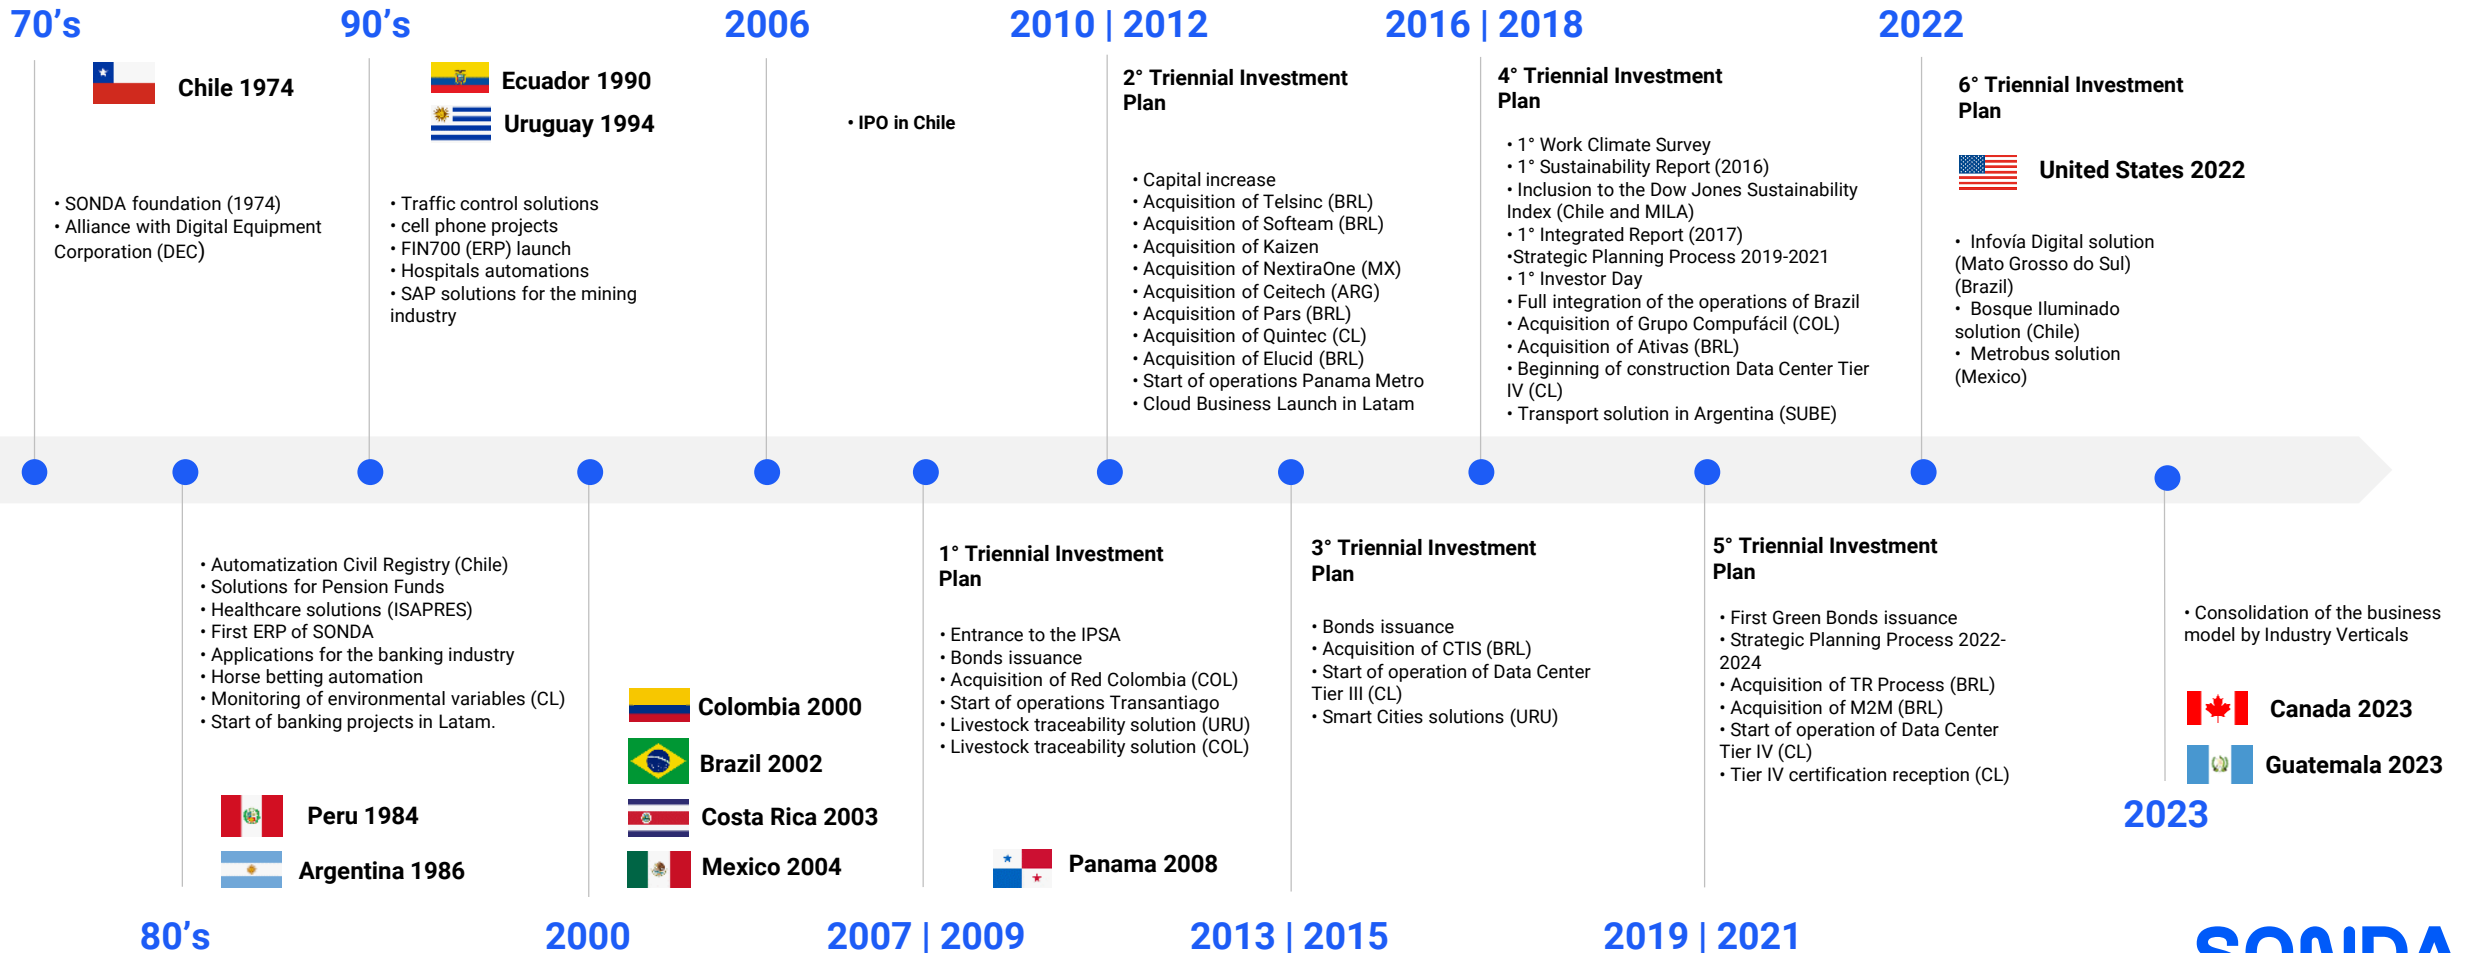 70's
Chile 1974
• SONDA foundation (1974)
• Alliance with Digital Equipment
Corporation (DEC)
80's
• Automatization Civil Registry (Chile)
• Solutions for Pension Funds
• Healthcare solutions (ISAPRES)
• First ERP of SONDA
• Applications for the banking industry
• Horse betting automation
• Monitoring of environmental variables (CL)
• Start of banking projects in Latam.
Peru 1984
Argentina 1986
90's
Ecuador 1990
Uruguay 1994
• Traffic control solutions
• cell phone projects
• FIN700 (ERP) launch
• Hospitals automations
• SAP solutions for the mining
industry
2000
Colombia 2000
Brazil 2002
Costa Rica 2003
Mexico 2004
2006
• IPO in Chile
2007 | 2009
1° Triennial Investment
Plan
• Entrance to the IPSA
• Bonds issuance
• Acquisition of Red Colombia (COL)
• Start of operations Transantiago
• Livestock traceability solution (URU)
• Livestock traceability solution (COL)
Panama 2008
2010 | 2012
2° Triennial Investment
Plan
• Capital increase
• Acquisition of Telsinc (BRL)
• Acquisition of Softeam (BRL)
• Acquisition of Kaizen
• Acquisition of NextiraOne (MX)
• Acquisition of Ceitech (ARG)
• Acquisition of Pars (BRL)
• Acquisition of Quintec (CL)
• Acquisition of Elucid (BRL)
• Start of operations Panama Metro
• Cloud Business Launch in Latam
2013 | 2015
3° Triennial Investment
Plan
• Bonds issuance
• Acquisition of CTIS (BRL)
• Start of operation of Data Center
Tier III (CL)
• Smart Cities solutions (URU)
2016 | 2018
4° Triennial Investment
Plan
• 1° Work Climate Survey
• 1° Sustainability Report (2016)
• Inclusion to the Dow Jones Sustainability
Index (Chile and MILA)
• 1° Integrated Report (2017)
•Strategic Planning Process 2019-2021
• 1° Investor Day
• Full integration of the operations of Brazil
• Acquisition of Grupo Compufácil (COL)
• Acquisition of Ativas (BRL)
• Beginning of construction Data Center Tier
IV (CL)
• Transport solution in Argentina (SUBE)
2019 | 2021
5° Triennial Investment
Plan
• First Green Bonds issuance
• Strategic Planning Process 2022-
2024
• Acquisition of TR Process (BRL)
• Acquisition of M2M (BRL)
• Start of operation of Data Center
Tier IV (CL)
• Tier IV certification reception (CL)
2022
6° Triennial Investment
Plan
United States 2022
• Infovía Digital solution
(Mato Grosso do Sul)
(Brazil)
• Bosque Iluminado
solution (Chile)
• Metrobus solution
(Mexico)
2023
• Consolidation of the business
model by Industry Verticals
Canada 2023
Guatemala 2023
SONDA